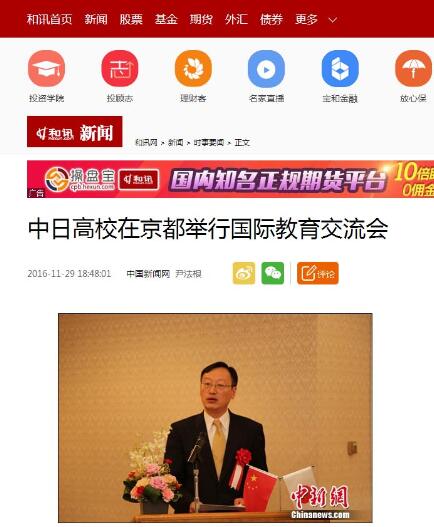 和讯首页 新闻 股票 基金 期货 外汇 债券 更多
投资学院 投顾志 理财客 名家直播 宝和金融 放心保
和讯 新闻 和讯网 > 新闻 > 时事要闻 > 正文
操盘宝 cpb.hexun.com 和讯 国内知名正规期货平台 10倍
0佣金
广告
中日高校在京都举行国际教育交流会
2016-11-29 18:48:01 中国新闻网 尹法根 评论
中新网
Chinanews.com